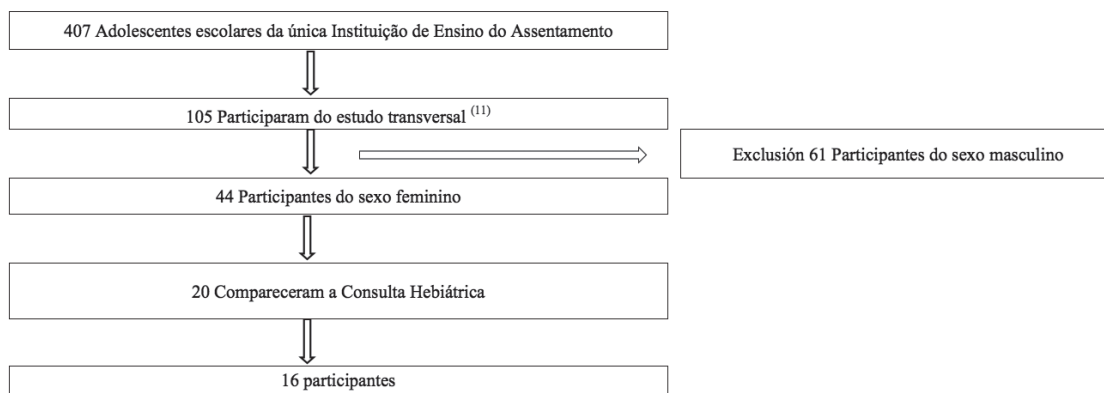 407 Adolescentes escolares da única Instituição de Ensino do Assentamento
105 Participaram do estudo transversal (11)
Exclusión 61 Participantes do sexo masculino
44 Participantes do sexo feminino
20 Compareceram a Consulta Hebiátrica
16 participantes